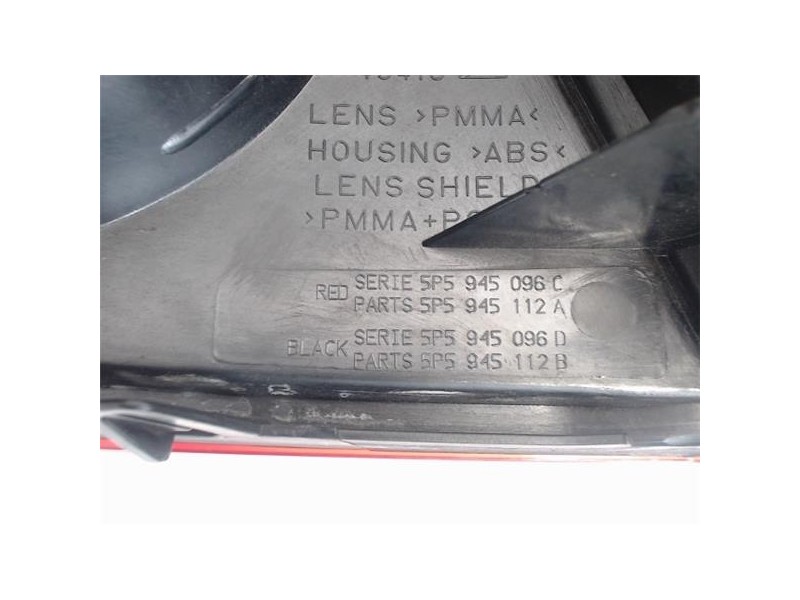 LENS >PMMA<
HOUSING >ABS<
LENS SHIELD
>PMMA+PC
RED SERIE 5P5 945 096 C
PARTS 5P5 945 112 A
BLACK SERIE 5P5 945 096 D
PARTS 5P5 945 112 B